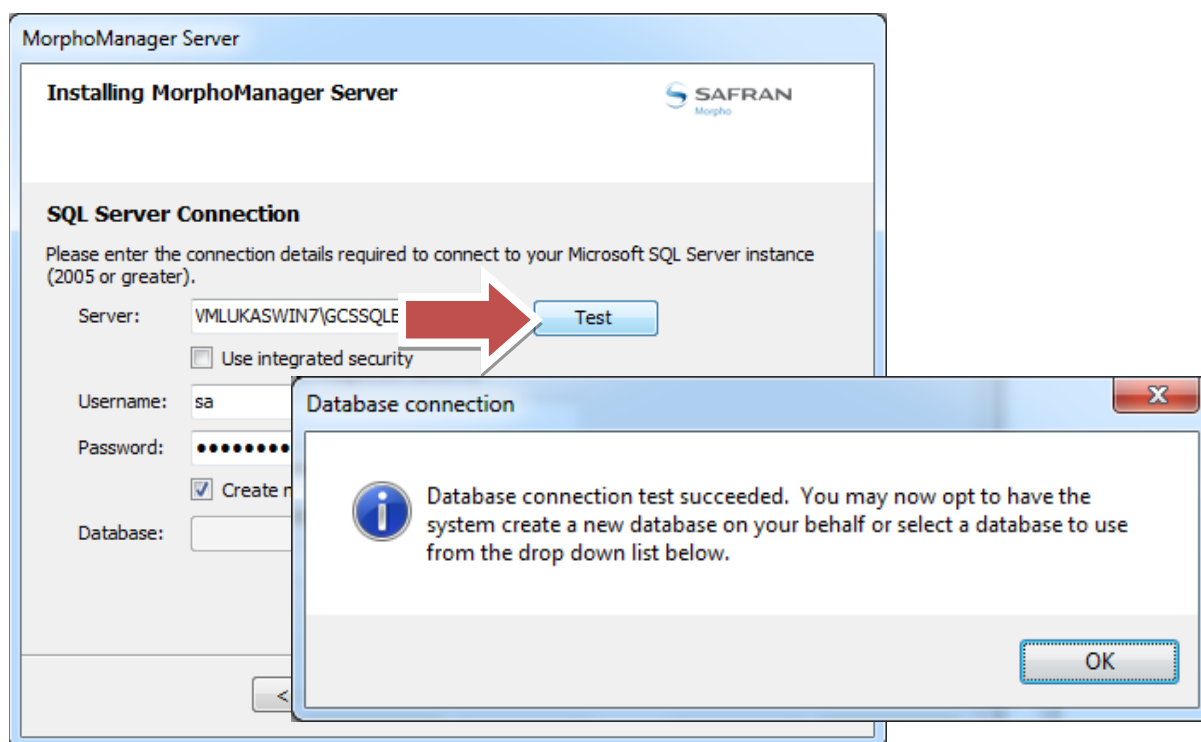 MorphoManager Server
Installing MorphoManager Server
SAFRAN
Morpho
SQL Server Connection
Please enter the connection details required to connect to your Microsoft SQL Server instance
(2005 or greater).
Server:
VMLUKASWIN7\GCSSQLE
Test
Use integrated security
Username:
sa
Password:
Create
Database:
<
Database connection
Database connection test succeeded. You may now opt to have the
system create a new database on your behalf or select a database to use
from the drop down list below.
OK